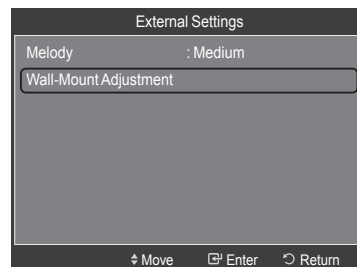 External Settings
Melody : Medium
Wall-Mount Adjustment
Move Enter Return